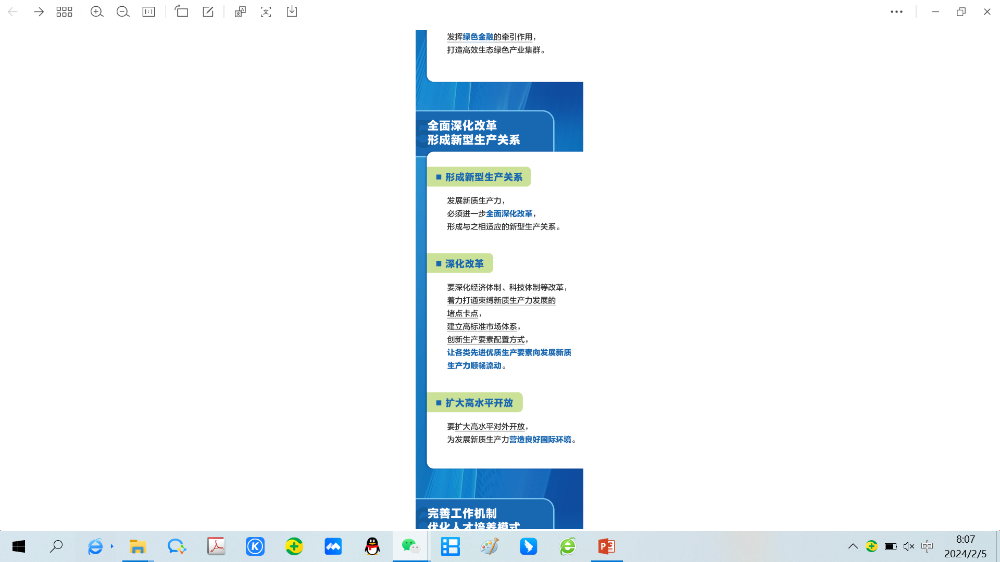 发挥绿色金融的牵引作用，
打造高效生态绿色产业集群。
全面深化改革
形成新型生产关系
形成新型生产关系
发展新质生产力，
必须进一步全面深化改革，
形成与之相适应的新型生产关系。
深化改革
要深化经济体制、科技体制等改革，
着力打通束缚新质生产力发展的
堵点卡点，
建立高标准市场体系，
创新生产要素配置方式，
让各类先进优质生产要素向发展新质
生产力顺畅流动。
扩大高水平开放
要扩大高水平对外开放，
为发展新质生产力营造良好国际环境。
完善工作机制
优化人才培养模式
中
8:07
2024/2/5